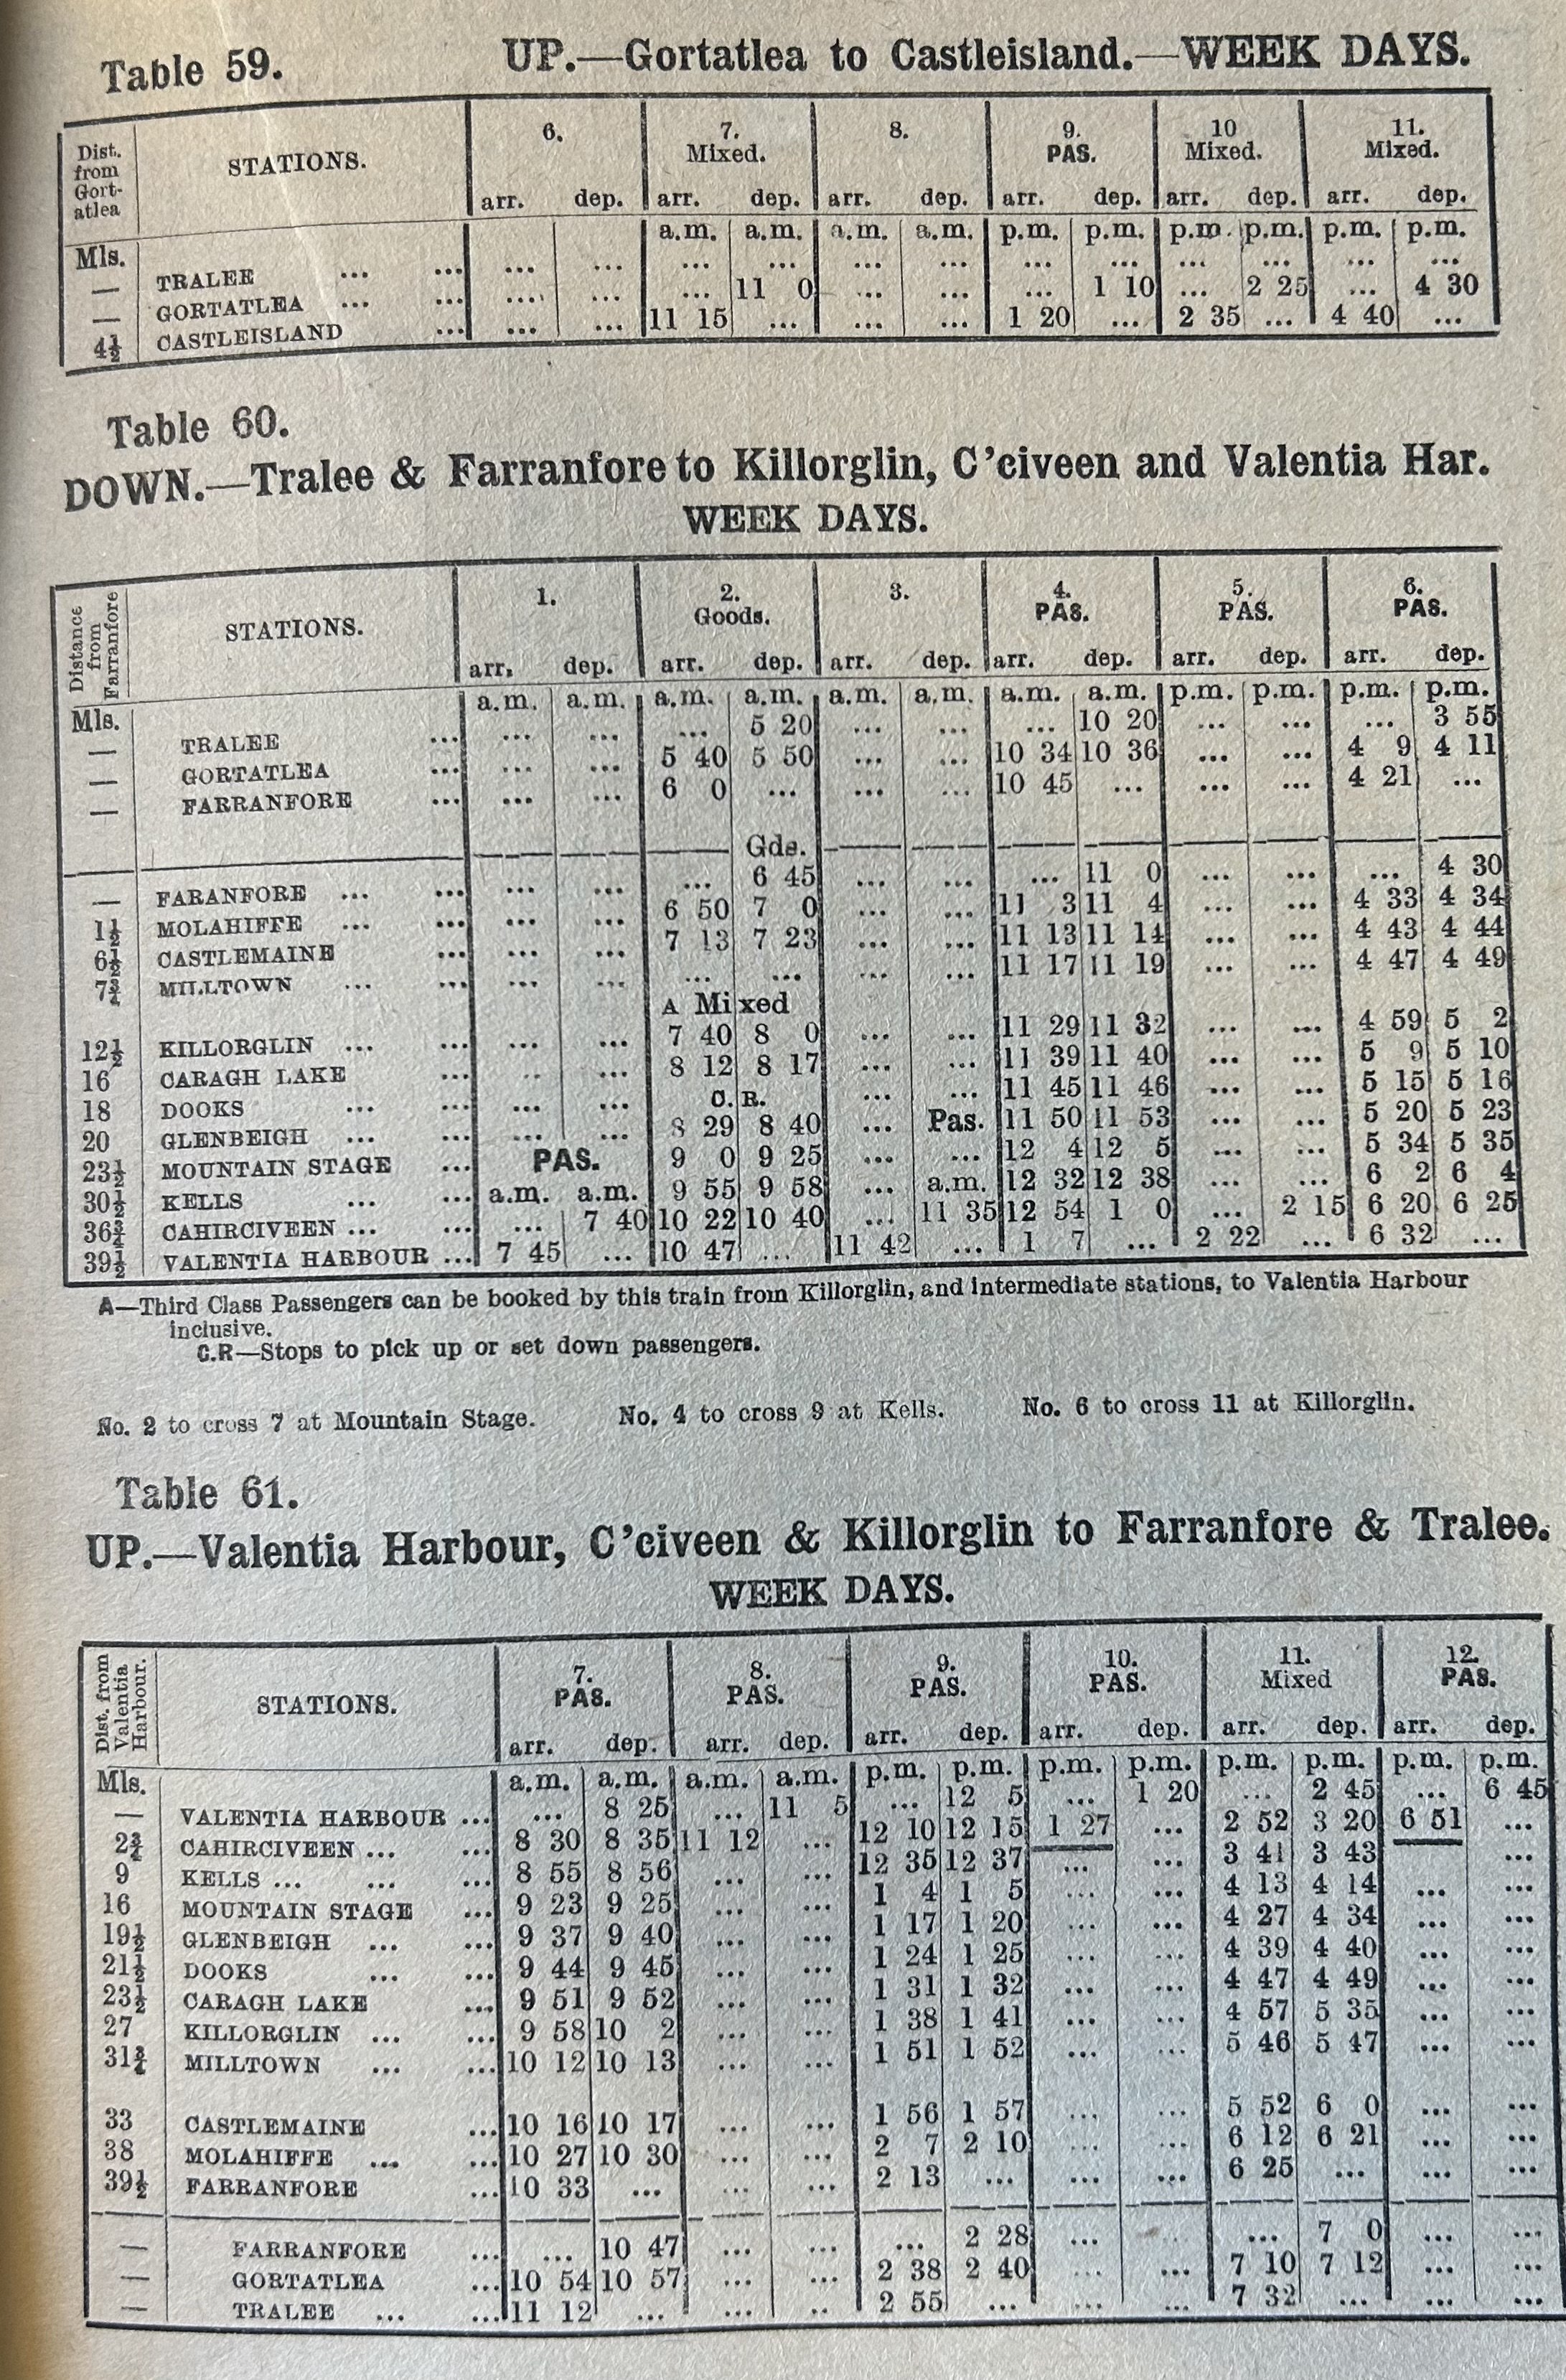 Table 59. UP.—Gortatlea to Castleisland.—WEEK DAYS.
Dist. from Gort-atlea | STATIONS. | 6. | 7. Mixed. | 8. | 9. PAS. | 10 Mixed. | 11. Mixed.
arr. dep. | arr. dep. | arr. dep. | arr. dep. | arr. dep. | arr. dep.
Mls. | a.m. a.m. | a.m. a.m. | p.m. p.m. | p.m. p.m. | p.m. p.m.
— TRALEE ... ... ... ... ... ... ... ... ... ... ... ... ... ...
— GORTATLEA ... ... ... ... ... 11 0 ... ... ... 1 10 ... 2 25 ... 4 30
4½ CASTLEISLAND ... ... ... 11 15 ... ... ... 1 20 ... 2 35 ... 4 40 ...
Table 60.
DOWN.—Tralee & Farranfore to Killorglin, C'civeen and Valentia Har.
WEEK DAYS.
Distance from Farranfore | STATIONS. | 1. | 2. Goods. | 3. | 4. PAS. | 5. PAS. | 6. PAS.
arr. dep. | arr. dep. | arr. dep. | arr. dep. | arr. dep. | arr. dep.
Mls. | a.m. a.m. | a.m. a.m. | a.m. a.m. | a.m. a.m. | p.m. p.m. | p.m. p.m.
— TRALEE ... ... ... ... 5 20 ... ... ... 10 20 ... ... ... 3 55
— GORTATLEA ... ... ... 5 40 5 50 ... ... 10 34 10 36 ... ... 4 9 4 11
— FARRANFORE ... ... ... 6 0 ... ... ... 10 45 ... ... ... 4 21 ...
Gds.
— FARANFORE ... ... ... ... ... 6 45 ... ... ... 11 0 ... ... ... 4 30
1½ MOLAHIFFE ... ... ... ... 6 50 7 0 ... ... 11 3 11 4 ... ... 4 33 4 34
6½ CASTLEMAINE ... ... ... 7 13 7 23 ... ... 11 13 11 14 ... ... 4 43 4 44
7¾ MILLTOWN ... ... ... ... ... ... ... ... 11 17 11 19 ... ... 4 47 4 49
A Mixed
12½ KILLORGLIN ... ... ... ... 7 40 8 0 ... ... 11 29 11 32 ... ... 4 59 5 2
16 CARAGH LAKE ... .. ... 8 12 8 17 ... ... 11 39 11 40 ... ... 5 9 5 10
18 DOOKS ... ... ... ... C.R. ... ... 11 45 11 46 ... ... 5 15 5 16
20 GLENBEIGH ... ... ... ... 8 29 8 40 ... Pas. 11 50 11 53 ... ... 5 20 5 23
23½ MOUNTAIN STAGE ... PAS. 9 0 9 25 ... ... 12 4 12 5 ... ... 5 34 5 35
30½ KELLS ... ... a.m. a.m. 9 55 9 58 ... a.m. 12 32 12 38 ... ... 6 2 6 4
36¾ CAHIRCIVEEN ... ... ... 7 40 10 22 10 40 ... 11 35 12 54 1 0 ... 2 15 6 20 6 25
39½ VALENTIA HARBOUR ... 7 45 ... 10 47 ... 11 42 ... 1 7 ... 2 22 ... 6 32 ...
A—Third Class Passengers can be booked by this train from Killorglin, and intermediate stations, to Valentia Harbour
inclusive.
C.R—Stops to pick up or set down passengers.
No. 2 to cross 7 at Mountain Stage. No. 4 to cross 9 at Kells. No. 6 to cross 11 at Killorglin.
Table 61.
UP.—Valentia Harbour, C'civeen & Killorglin to Farranfore & Tralee.
WEEK DAYS.
Dist. from Valentia Harbour. | STATIONS. | 7. PAS. | 8. PAS. | 9. PAS. | 10. PAS. | 11. Mixed | 12. PAS.
arr. dep. | arr. dep. | arr. dep. | arr. dep. | arr. dep. | arr. dep.
Mls. | a.m. a.m. | a.m. a.m. | p.m. p.m. | p.m. p.m. | p.m. p.m. | p.m. p.m.
— VALENTIA HARBOUR ... ... 8 25 ... 11 5 ... 12 5 ... 1 20 ... 2 45 ... 6 45
2¾ CAHIRCIVEEN ... ... 8 30 8 35 11 12 ... 12 10 12 15 1 27 ... 2 52 3 20 6 51 ...
9 KELLS ... ... ... 8 55 8 56 ... ... 12 35 12 37 ... ... 3 41 3 43 ...
16 MOUNTAIN STAGE ... 9 23 9 25 ... ... 1 4 1 5 ... ... 4 13 4 14 ... ...
19½ GLENBEIGH ... ... 9 37 9 40 ... ... 1 17 1 20 ... ... 4 27 4 34 ... ...
21½ DOOKS ... ... 9 44 9 45 ... ... 1 24 1 25 ... ... 4 39 4 40 ... ...
23½ CARAGH LAKE ... 9 51 9 52 ... ... 1 31 1 32 ... ... 4 47 4 49 ... ...
27 KILLORGLIN ... ... 9 58 10 2 ... ... 1 38 1 41 ... ... 4 57 5 35 ... ...
31¾ MILLTOWN ... ... 10 12 10 13 ... ... 1 51 1 52 ... ... 5 46 5 47 ... ...
33 CASTLEMAINE ... 10 16 10 17 ... ... 1 56 1 57 ... ... 5 52 6 0 ... ...
38 MOLAHIFFE ... ... 10 27 10 30 ... ... 2 7 2 10 ... ... 6 12 6 21 ... ...
39½ FARRANFORE ... 10 33 ... ... ... 2 13 ... ... ... 6 25 ... ... ...
— FARRANFORE ... ... 10 47 ... ... ... 2 28 ... ... ... 7 0 ... ...
— GORTATLEA ... 10 54 10 57 ... ... 2 38 2 40 ... ... 7 10 7 12 ... ...
— TRALEE ... ... 11 12 ... ... .. 2 55 ... ... ... 7 32 ... ... ...